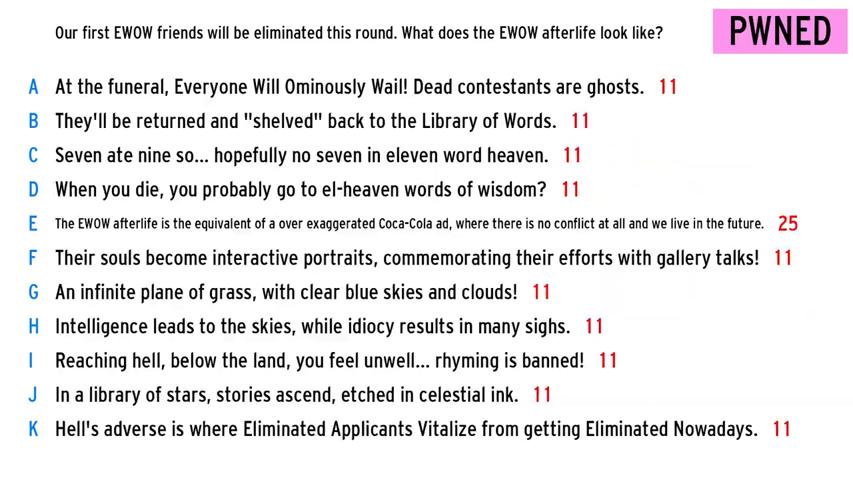 Our first EWOW friends will be eliminated this round. What does the EWOW afterlife look like?
PWNED
A At the funeral, Everyone Will Ominously Wail! Dead contestants are ghosts. 11
B They'll be returned and "shelved" back to the Library of Words. 11
C Seven ate nine so... hopefully no seven in eleven word heaven. 11
D When you die, you probably go to el-heaven words of wisdom? 11
E The EWOW afterlife is the equivalent of a over exaggerated Coca-Cola ad, where there is no conflict at all and we live in the future. 25
F Their souls become interactive portraits, commemorating their efforts with gallery talks! 11
G An infinite plane of grass, with clear blue skies and clouds! 11
H Intelligence leads to the skies, while idiocy results in many sighs. 11
I Reaching hell, below the land, you feel unwell... rhyming is banned! 11
J In a library of stars, stories ascend, etched in celestial ink. 11
K Hell's adverse is where Eliminated Applicants Vitalize from getting Eliminated Nowadays. 11